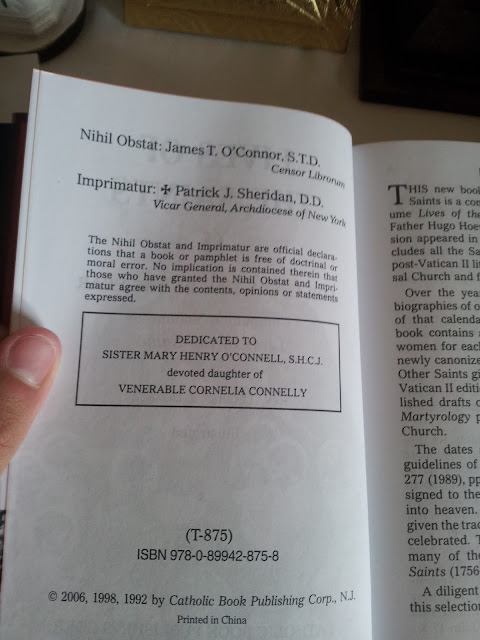 Nihil Obstat: James T. O'Connor, S.T.D.
Censor Librorum
Imprimatur: ✠ Patrick J. Sheridan, D.D.
Vicar General, Archdiocese of New York
The Nihil Obstat and Imprimatur are official declara-
tions that a book or pamphlet is free of doctrinal or
moral error. No implication is contained therein that
those who have granted the Nihil Obstat and Impri-
matur agree with the contents, opinions or statements
expressed.
DEDICATED TO
SISTER MARY HENRY O'CONNELL, S.H.C.J.
devoted daughter of
VENERABLE CORNELIA CONNELLY
(T-875)
ISBN 978-0-89942-875-8
© 2006, 1998, 1992 by Catholic Book Publishing Corp., N.J.
Printed in China
THIS new book
Saints is a com
ume Lives of the
Father Hugo Hoe
sion appeared in
cludes all the Sa
post-Vatican II li
sal Church and f
Over the yea
biographies of o
of that calenda
book contains
women for each
newly canonize
Other Saints gi
Vatican II editi
lished drafts o
Martyrology p
Church.
The dates
guidelines of
277 (1989), pp
signed to the
into heaven.
given the trad
celebrated. T
many of the
Saints (1756
A diligent
this selection